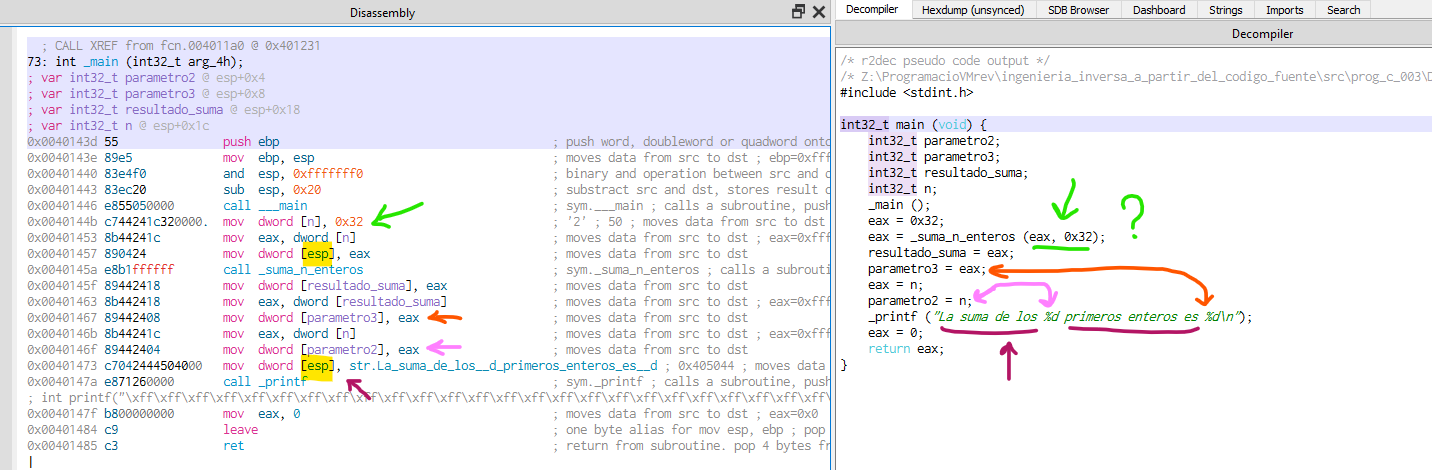 Disassembly
; CALL XREF from fcn.004011a0 @ 0x401231
73: int _main (int32_t arg_4h);
; var int32_t parametro2 @ esp+0x4
; var int32_t parametro3 @ esp+0x8
; var int32_t resultado_suma @ esp+0x18
; var int32_t n @ esp+0x1c
0x0040143d 55 push ebp ; push word, doubleword or quadword onto
0x0040143e 89e5 mov ebp, esp ; moves data from src to dst ; ebp=0xfff
0x00401440 83e4f0 and esp, 0xfffffff0 ; binary and operation between src and d
0x00401443 83ec20 sub esp, 0x20 ; substract src and dst, stores result o
0x00401446 e855050000 call ___main ; sym.___main ; calls a subroutine, push
0x0040144b c744241c320000. mov dword [n], 0x32 ; '2' ; 50 ; moves data from src to dst
0x00401453 8b44241c mov eax, dword [n] ; moves data from src to dst ; eax=0xfff
0x00401457 890424 mov dword [esp], eax ; moves data from src to dst
0x0040145a e8b1ffffff call _suma_n_enteros ; sym._suma_n_enteros ; calls a subrouti
0x0040145f 89442418 mov dword [resultado_suma], eax ; moves data from src to dst
0x00401463 8b442418 mov eax, dword [resultado_suma] ; moves data from src to dst ; eax=0xfff
0x00401467 89442408 mov dword [parametro3], eax ; moves data from src to dst
0x0040146b 8b44241c mov eax, dword [n] ; moves data from src to dst ; eax=0xfff
0x0040146f 89442404 mov dword [parametro2], eax ; moves data from src to dst
0x00401473 c7042444504000 mov dword [esp], str.La_suma_de_los__d_primeros_enteros_es__d ; 0x405044 ; moves data
0x0040147a e871260000 call _printf ; sym._printf ; calls a subroutine, push
; int printf("\xff\xff\xff\xff\xff\xff\xff\xff\xff\xff\xff\xff\xff\xff\xff\xff\xff\xff\xff\xff\xff
0x0040147f b800000000 mov eax, 0 ; moves data from src to dst ; eax=0x0
0x00401484 c9 leave ; one byte alias for mov esp, ebp ; pop
0x00401485 c3 ret ; return from subroutine. pop 4 bytes fr
Decompiler Hexdump (unsynced) SDB Browser Dashboard Strings Imports Search
Decompiler
/* r2dec pseudo code output */
/* Z:\ProgramacioVMrev\ingenieria_inversa_a_partir_del_codigo_fuente\src\prog_c_003\D
#include <stdint.h>
int32_t main (void) {
int32_t parametro2;
int32_t parametro3;
int32_t resultado_suma;
int32_t n;
_main ();
eax = 0x32;
eax = _suma_n_enteros (eax, 0x32); ?
resultado_suma = eax;
parametro3 = eax;
eax = n;
parametro2 = n;
_printf ("La suma de los %d primeros enteros es %d\n");
eax = 0;
return eax;
}